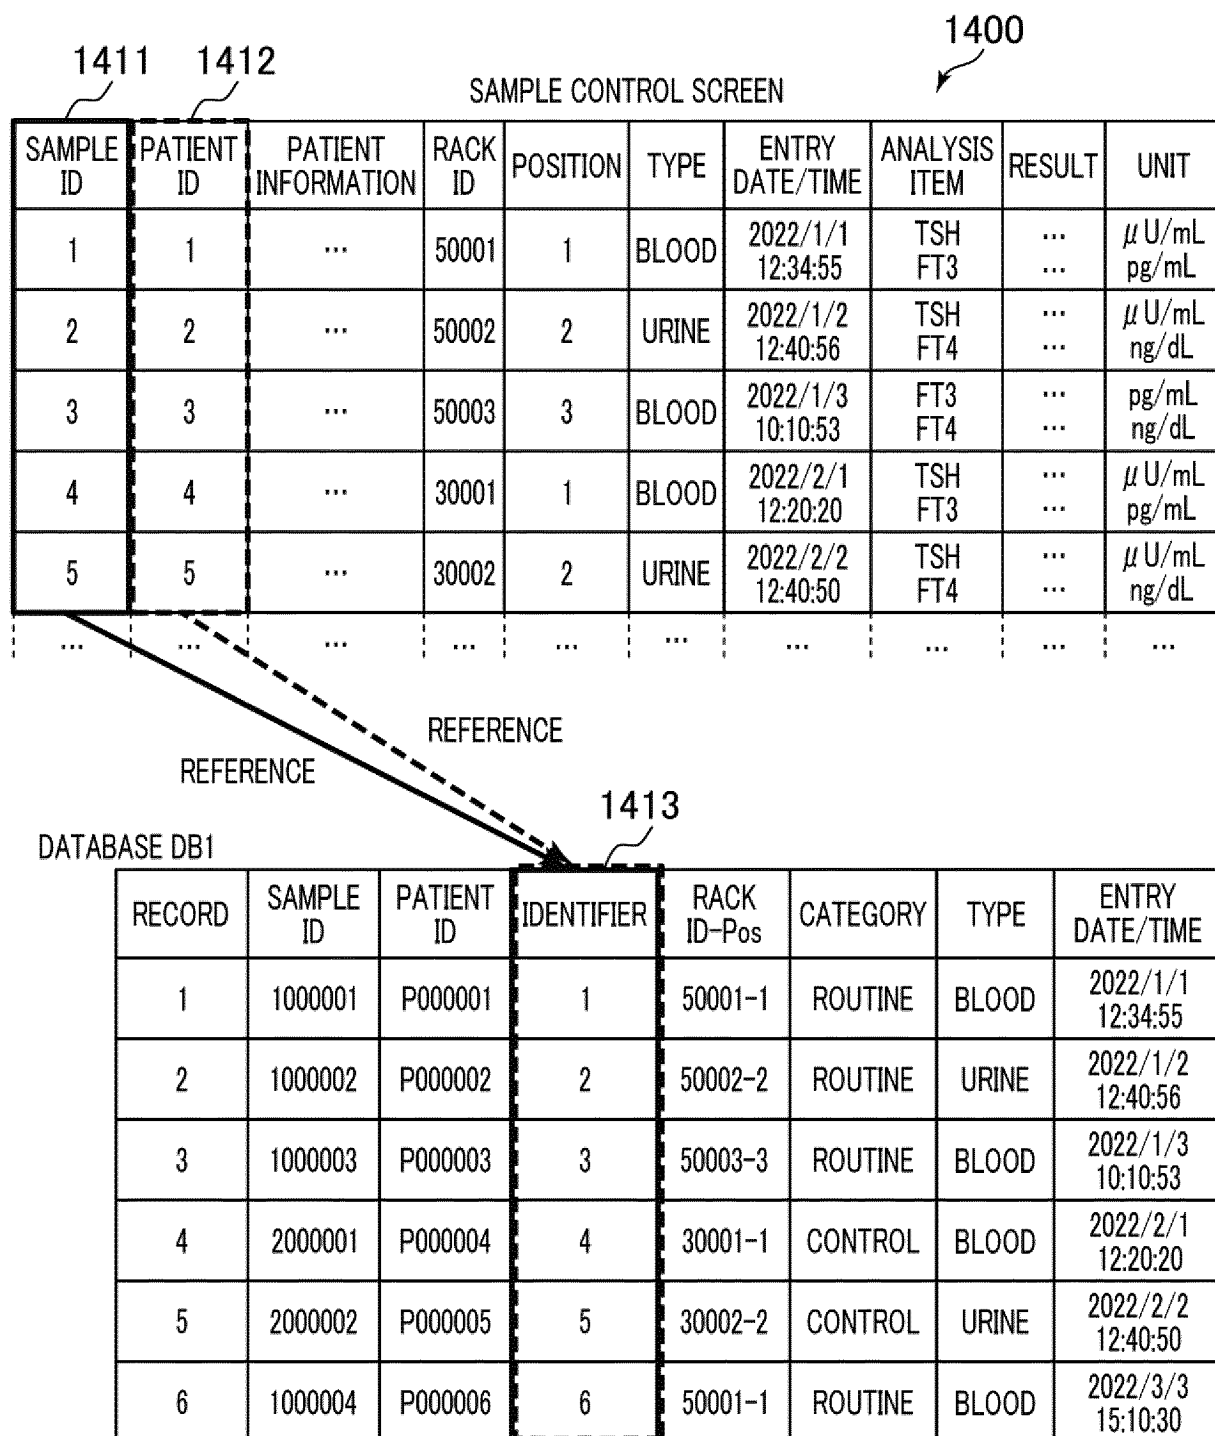 1400
1411 1412
SAMPLE CONTROL SCREEN
SAMPLE ID PATIENT ID PATIENT INFORMATION RACK ID POSITION TYPE ENTRY DATE/TIME ANALYSIS ITEM RESULT UNIT
1 1 ... 50001 1 BLOOD 2022/1/1 12:34:55 TSH FT3 ... ... μU/mL pg/mL
2 2 ... 50002 2 URINE 2022/1/2 12:40:56 TSH FT4 ... ... μU/mL ng/dL
3 3 ... 50003 3 BLOOD 2022/1/3 10:10:53 FT3 FT4 ... ... pg/mL ng/dL
4 4 ... 30001 1 BLOOD 2022/2/1 12:20:20 TSH FT3 ... ... μU/mL pg/mL
5 5 ... 30002 2 URINE 2022/2/2 12:40:50 TSH FT4 ... ... μU/mL ng/dL
... ... ... ... ... ... ... ... ... ...
REFERENCE
REFERENCE
1413
DATABASE DB1
RECORD SAMPLE ID PATIENT ID IDENTIFIER RACK ID-Pos CATEGORY TYPE ENTRY DATE/TIME
1 1000001 P000001 1 50001-1 ROUTINE BLOOD 2022/1/1 12:34:55
2 1000002 P000002 2 50002-2 ROUTINE URINE 2022/1/2 12:40:56
3 1000003 P000003 3 50003-3 ROUTINE BLOOD 2022/1/3 10:10:53
4 2000001 P000004 4 30001-1 CONTROL BLOOD 2022/2/1 12:20:20
5 2000002 P000005 5 30002-2 CONTROL URINE 2022/2/2 12:40:50
6 1000004 P000006 6 50001-1 ROUTINE BLOOD 2022/3/3 15:10:30